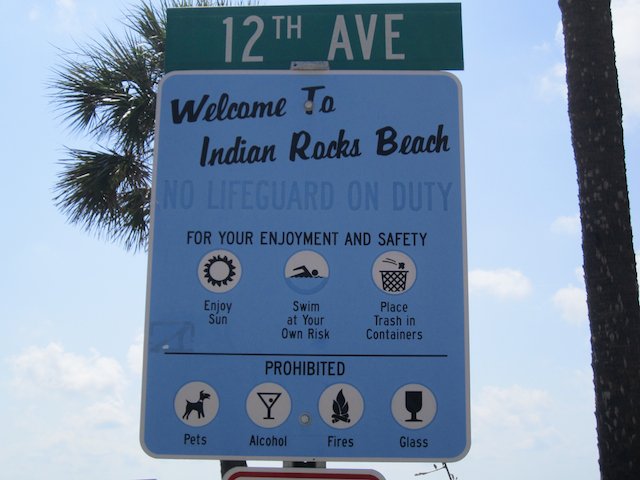 12TH AVE
Welcome To
Indian Rocks Beach
NO LIFEGUARD ON DUTY
FOR YOUR ENJOYMENT AND SAFETY
Enjoy
Sun
Swim
at Your
Own Risk
Place
Trash in
Containers
PROHIBITED
Pets
Alcohol
Fires
Glass